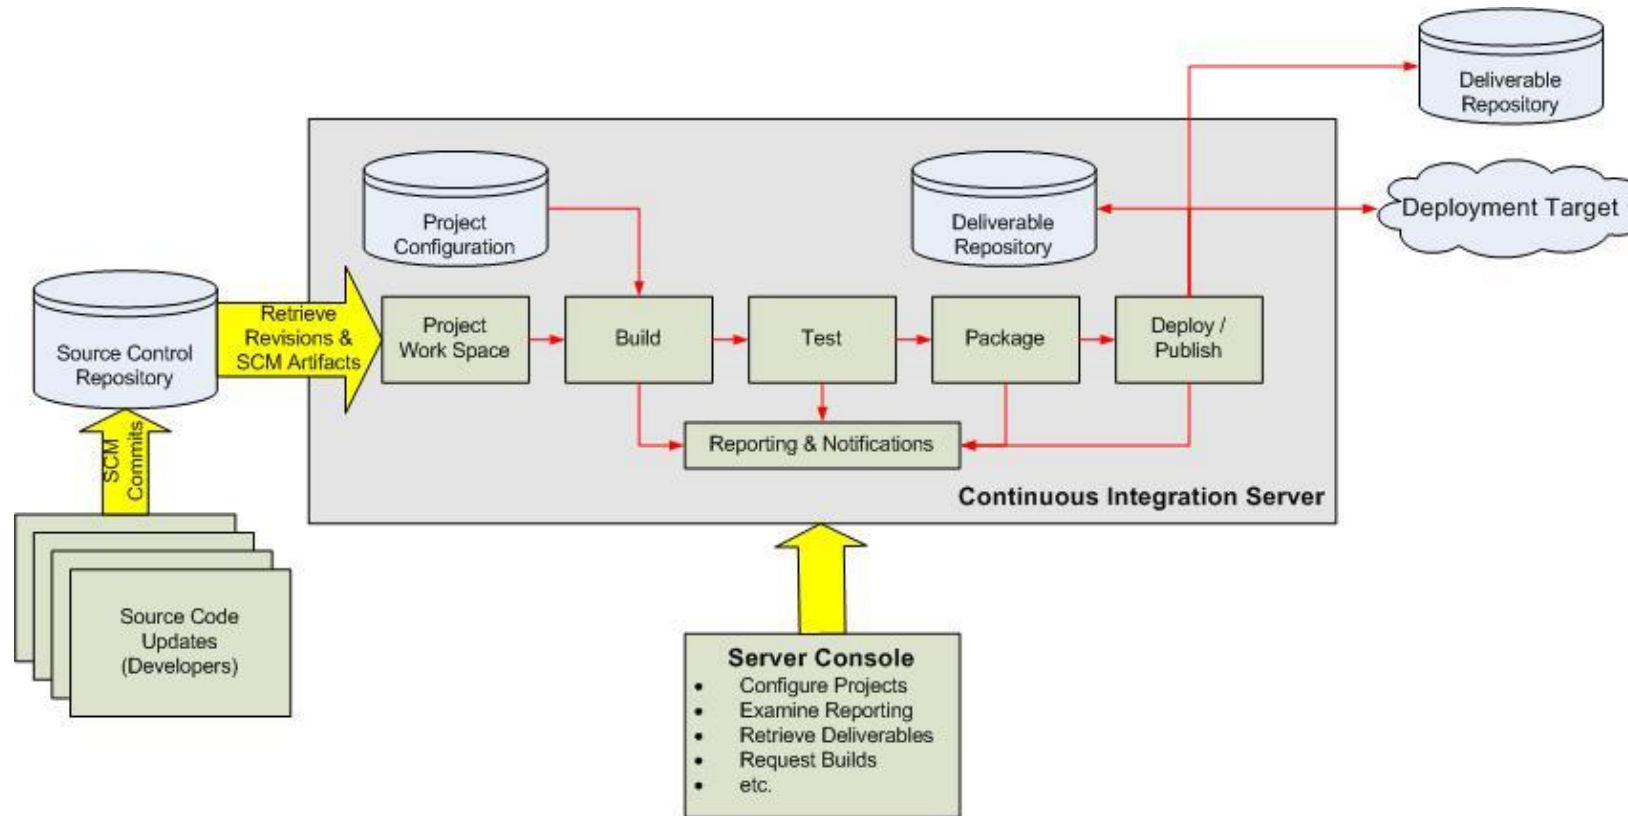 Deliverable
Repository
Project
Configuration
Deliverable
Repository
Deployment Target
Source Control
Repository
Retrieve
Revisions &
SCM Artifacts
Project
Work Space
Build
Test
Package
Deploy /
Publish
Reporting & Notifications
Continuous Integration Server
SCM
Commits
Source Code
Updates
(Developers)
Server Console
• Configure Projects
• Examine Reporting
• Retrieve Deliverables
• Request Builds
• etc.